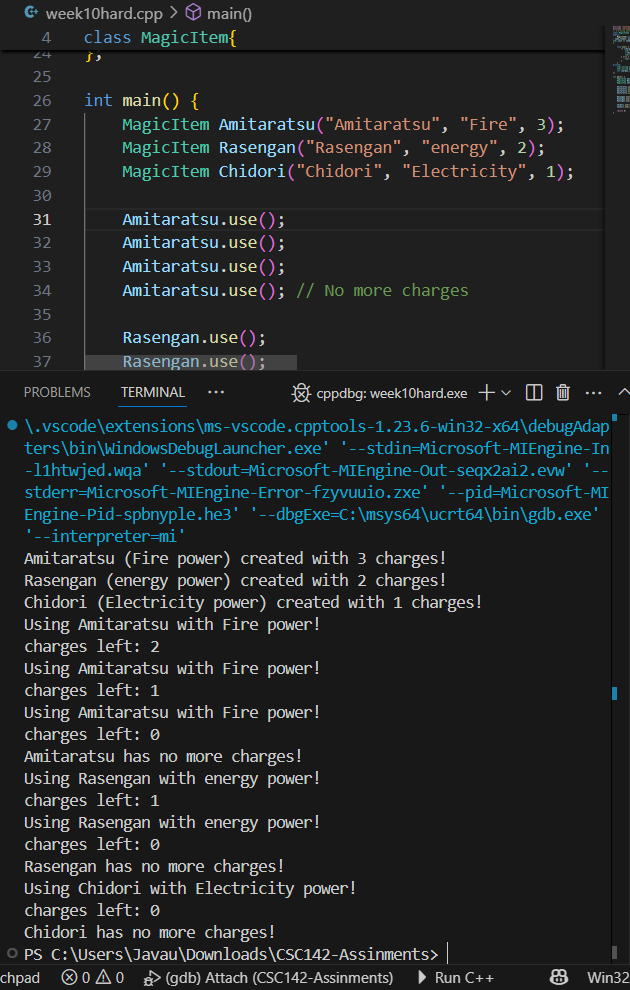 week10hard.cpp > main()
4 class MagicItem{
24 };
25
26 int main() {
27 MagicItem Amitaratsu("Amitaratsu", "Fire", 3);
28 MagicItem Rasengan("Rasengan", "energy", 2);
29 MagicItem Chidori("Chidori", "Electricity", 1);
30
31 Amitaratsu.use();
32 Amitaratsu.use();
33 Amitaratsu.use();
34 Amitaratsu.use(); // No more charges
35
36 Rasengan.use();
37 Rasengan.use();
PROBLEMS TERMINAL ··· cppdbg: week10hard.exe
\.vscode\extensions\ms-vscode.cpptools-1.23.6-win32-x64\debugAdap
ters\bin\WindowsDebugLauncher.exe' '--stdin=Microsoft-MIEngine-In
-l1htwjed.wqa' '--stdout=Microsoft-MIEngine-Out-seqx2ai2.evw' '--
stderr=Microsoft-MIEngine-Error-fzyvuuio.zxe' '--pid=Microsoft-MI
Engine-Pid-spbnyple.he3' '--dbgExe=C:\msys64\ucrt64\bin\gdb.exe'
'--interpreter=mi'
Amitaratsu (Fire power) created with 3 charges!
Rasengan (energy power) created with 2 charges!
Chidori (Electricity power) created with 1 charges!
Using Amitaratsu with Fire power!
charges left: 2
Using Amitaratsu with Fire power!
charges left: 1
Using Amitaratsu with Fire power!
charges left: 0
Amitaratsu has no more charges!
Using Rasengan with energy power!
charges left: 1
Using Rasengan with energy power!
charges left: 0
Rasengan has no more charges!
Using Chidori with Electricity power!
charges left: 0
Chidori has no more charges!
PS C:\Users\Javau\Downloads\CSC142-Assinments>
chpad 0 0 (gdb) Attach (CSC142-Assinments) Run C++ Win32